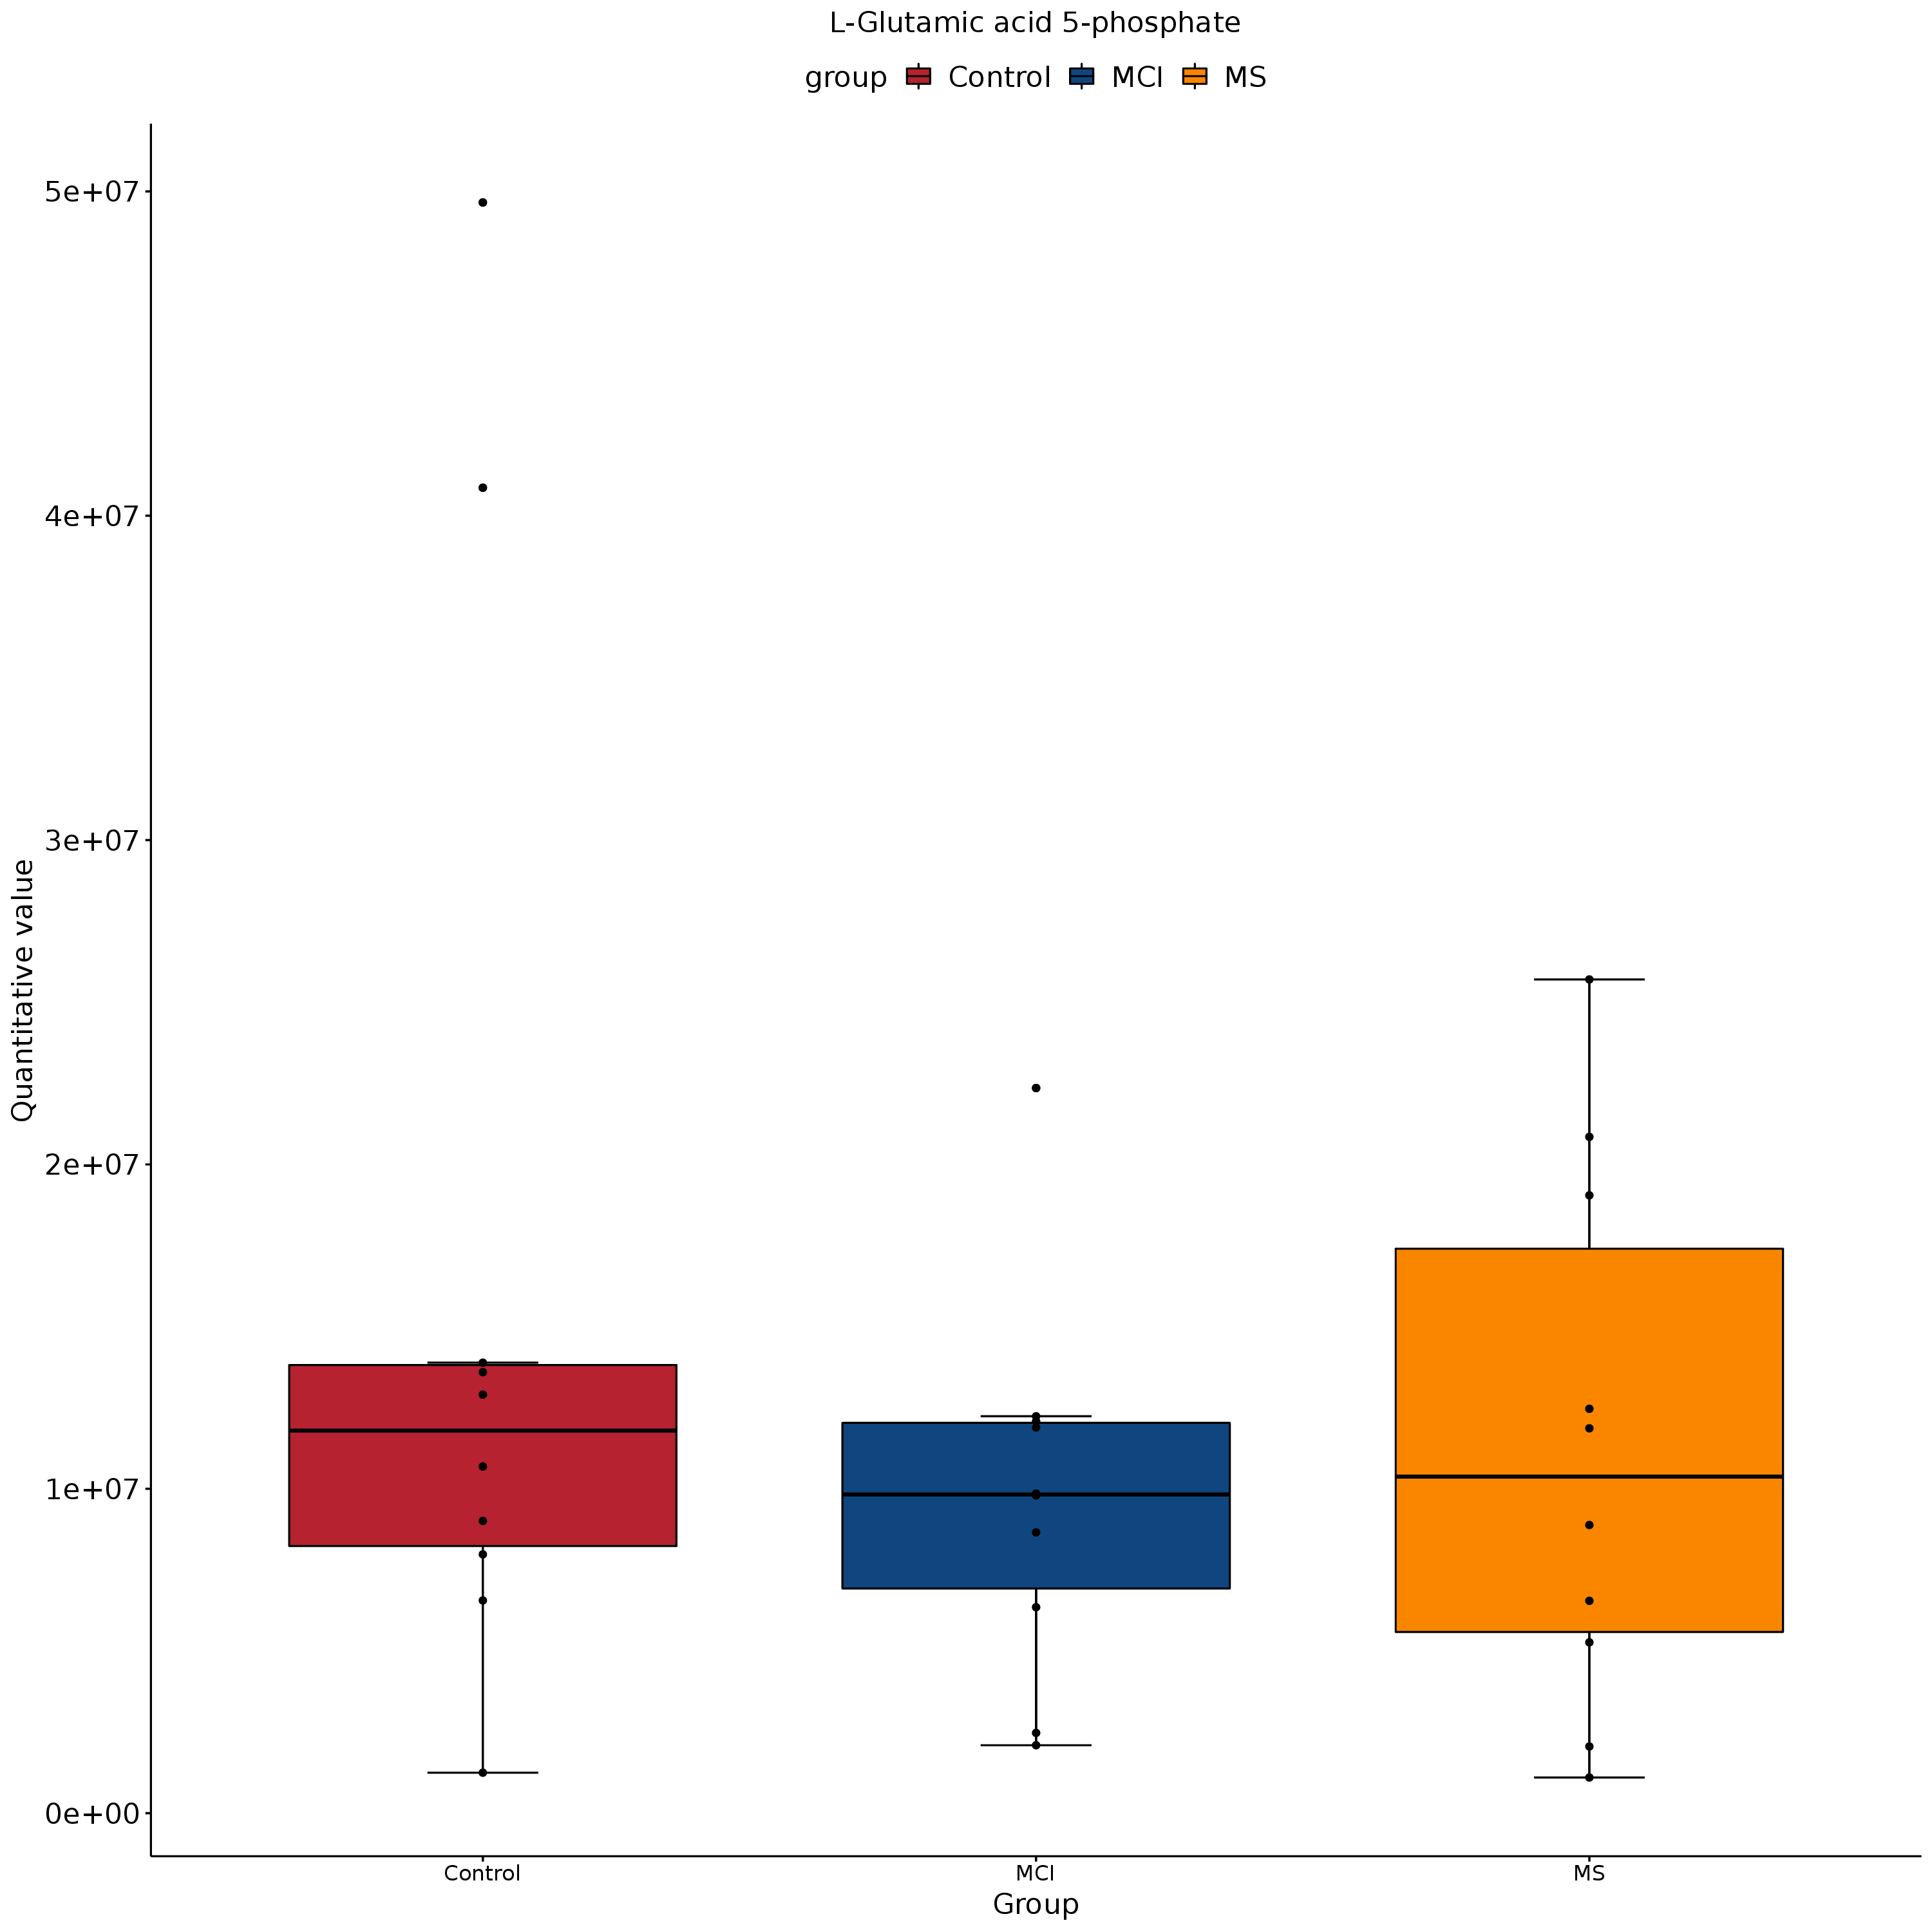 L-Glutamic acid 5-phosphate
group Control MCI MS
5e+07
4e+07
3e+07
2e+07
1e+07
0e+00
Quantitative value
Control MCI MS
Group